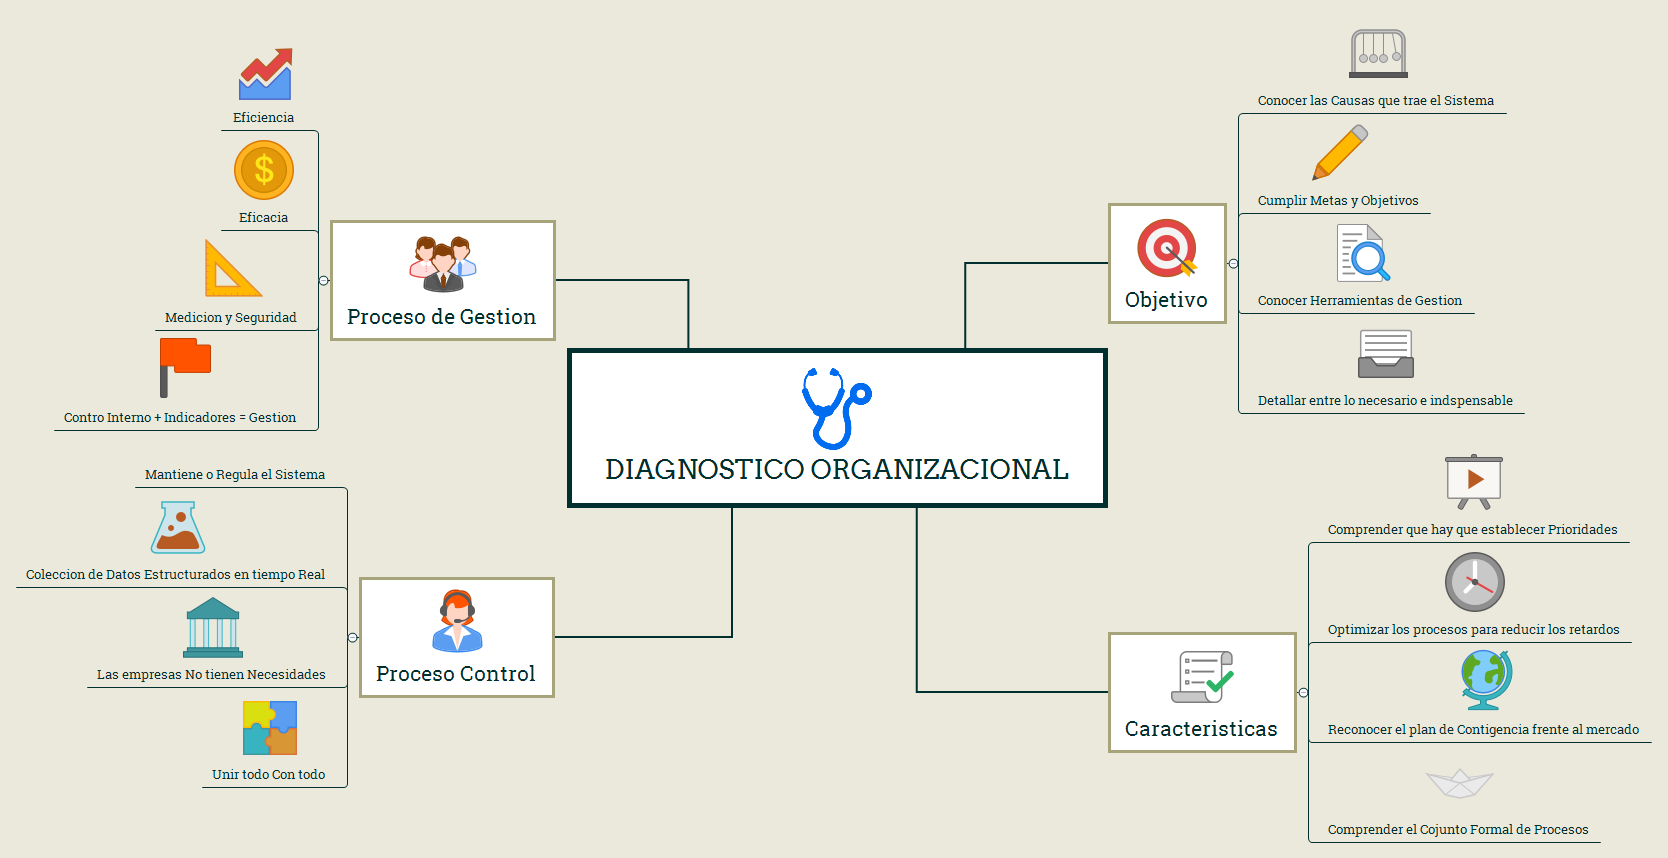 DIAGNOSTICO ORGANIZACIONAL
Proceso de Gestion
Eficiencia
Eficacia
Medicion y Seguridad
Contro Interno + Indicadores = Gestion
Proceso Control
Mantiene o Regula el Sistema
Coleccion de Datos Estructurados en tiempo Real
Las empresas No tienen Necesidades
Unir todo Con todo
Objetivo
Conocer las Causas que trae el Sistema
Cumplir Metas y Objetivos
Conocer Herramientas de Gestion
Detallar entre lo necesario e indspensable
Caracteristicas
Comprender que hay que establecer Prioridades
Optimizar los procesos para reducir los retardos
Reconocer el plan de Contigencia frente al mercado
Comprender el Cojunto Formal de Procesos